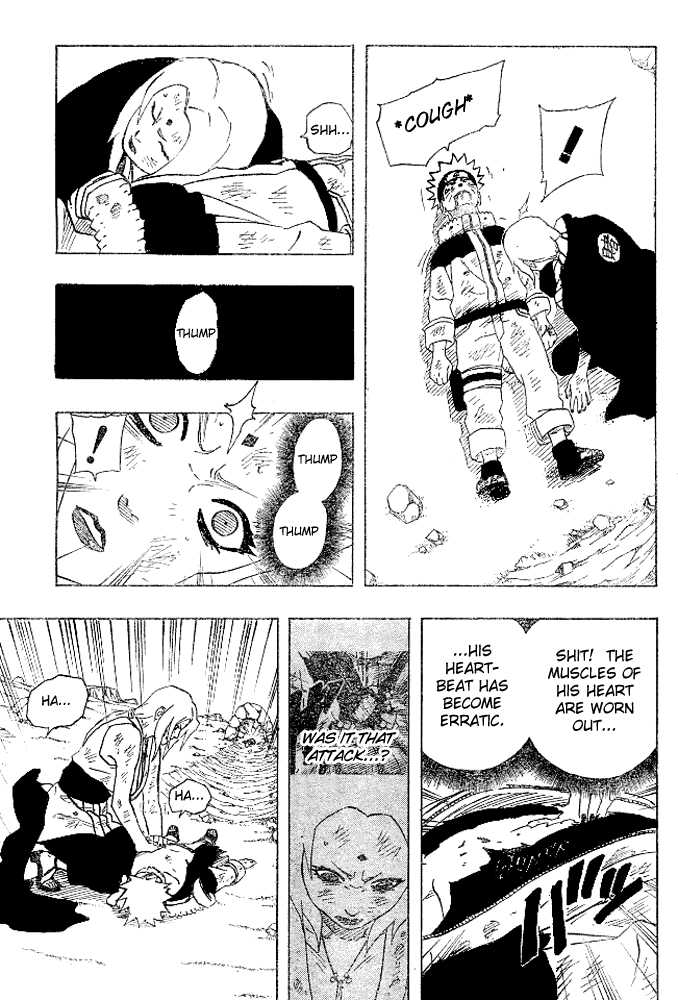 *COUGH*
!
SHH...
THUMP
!
THUMP
THUMP
SHIT! THE
MUSCLES OF
HIS HEART
ARE WORN
OUT...
...HIS
HEART-
BEAT HAS
BECOME
ERRATIC.
WAS IT THAT
ATTACK...?
HA...
HA...